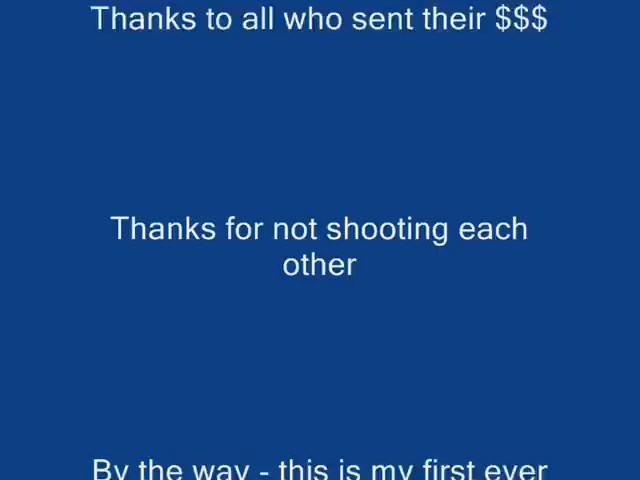 Thanks to all who sent their $$$
Thanks for not shooting each
other
By the way - this is my first ever